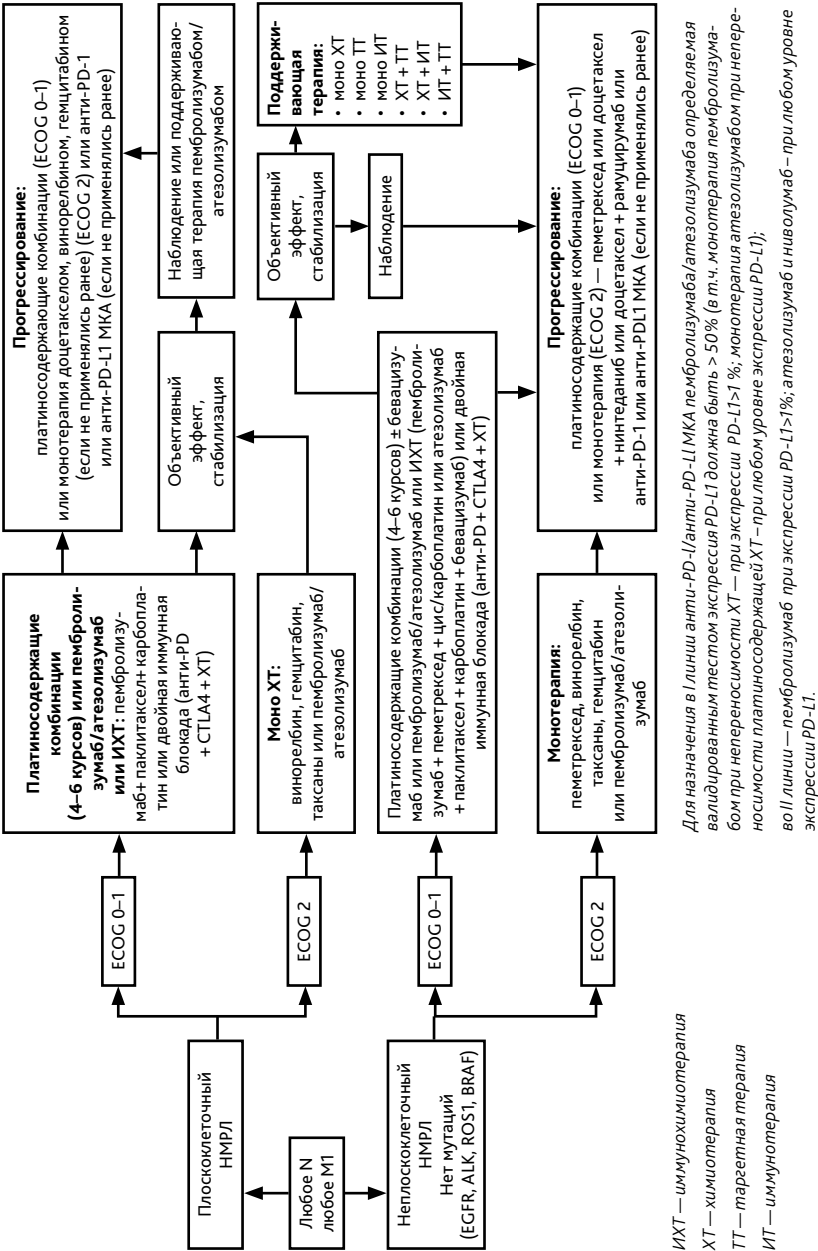 Любое N
любое M1
Плоскоклеточный
НМРЛ
Неплоскоклеточный
НМРЛ
Нет мутаций
(EGFR, ALK, ROS1, BRAF)
ECOG 0–1
ECOG 2
ECOG 0–1
ECOG 2
Платиносодержащие
комбинации
(4–6 курсов) или пемброли-
зумаб/атезолизумаб
или ИХТ: пембролизу-
маб+ паклитаксел+ карбопла-
тин или двойная иммунная
блокада (анти-PD
+ CTLA4 + ХТ)
Моно ХТ:
винорелбин, гемцитабин,
таксаны или пембролизумаб/
атезолизумаб
Платиносодержащие комбинации (4–6 курсов) ± бевацизу-
маб или пембролизумаб/атезолизумаб или ИХТ (пемброли-
зумаб + пеметрексед + цис/карбоплатин или атезолизумаб
+ паклитаксел + карбоплатин + бевацизумаб) или двойная
иммунная блокада (анти-PD + CTLA4 + ХТ)
Монотерапия:
пеметрексед, винорелбин,
таксаны, гемцитабин
или пембролизумаб/атезоли-
зумаб
Прогрессирование:
платиносодержающие комбинации (ECOG 0–1)
или монотерапия доцетакселом, винорелбином, гемцитабином
(если не применялись ранее) (ECOG 2) или анти-PD-1
или анти-PD-L1 МКА (если не применялись ранее)
Объективный
эффект,
стабилизация
Наблюдение или поддерживаю-
щая терапия пембролизумабом/
атезолизумабом
Объективный
эффект,
стабилизация
Наблюдение
Поддержи-
вающая
терапия:
• моно ХТ
• моно ТТ
• моно ИТ
• ХТ + ТТ
• ХТ + ИТ
• ИТ + ТТ
Прогрессирование:
платиносодержащие комбинации (ECOG 0–1)
или монотерапия (ECOG 2) — пеметрексед или доцетаксел
+ нинтеданиб или доцетаксел + рамуцирумаб или
анти-PD-1 или анти-PDL1 МКА (если не применялись ранее)
ИХТ — иммунохимиотерапия
ХТ — химиотерапия
ТТ — таргетная терапия
ИТ — иммунотерапия
Для назначения в I линии анти-PD-I/анти-PD-LI МКА пембролизумаба/атезолизумаба определяемая
валидированным тестом экспрессия PD-L1 должна быть > 50% (в т.ч. монотерапия пембролизума-
бом при непереносимости ХТ — при экспрессии PD-L1>1 %; монотерапия атезолизумабом при непере-
носимости платиносодержащей ХТ – при любом уровне экспрессии PD-L1);
во II линии — пембролизумаб при экспрессии PD-L1>1%; атезолизумаб и ниволумаб – при любом уровне
экспрессии PD-L1.